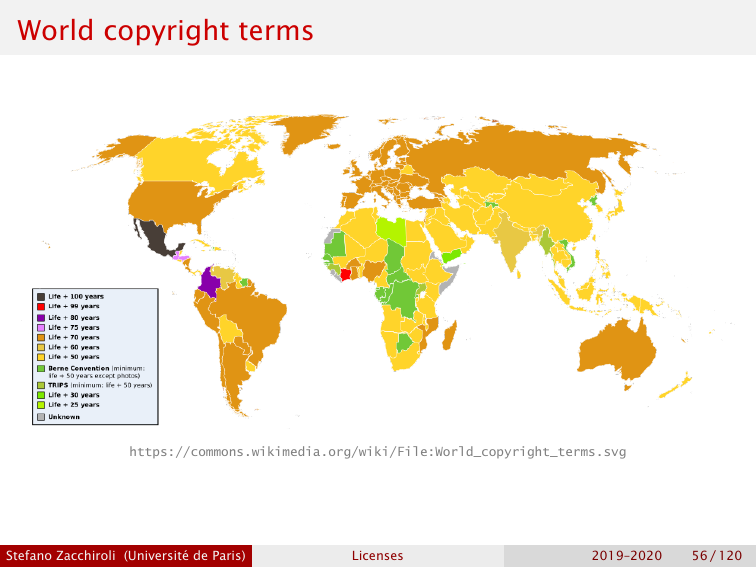 World copyright terms
Life + 100 years
Life + 99 years
Life + 80 years
Life + 75 years
Life + 70 years
Life + 60 years
Life + 50 years
Berne Convention (minimum:
life + 50 years except photos)
TRIPS (minimum: life + 50 years)
Life + 30 years
Life + 25 years
Unknown
https://commons.wikimedia.org/wiki/File:World_copyright_terms.svg
Stefano Zacchiroli (Université de Paris) Licenses 2019–2020 56 / 120